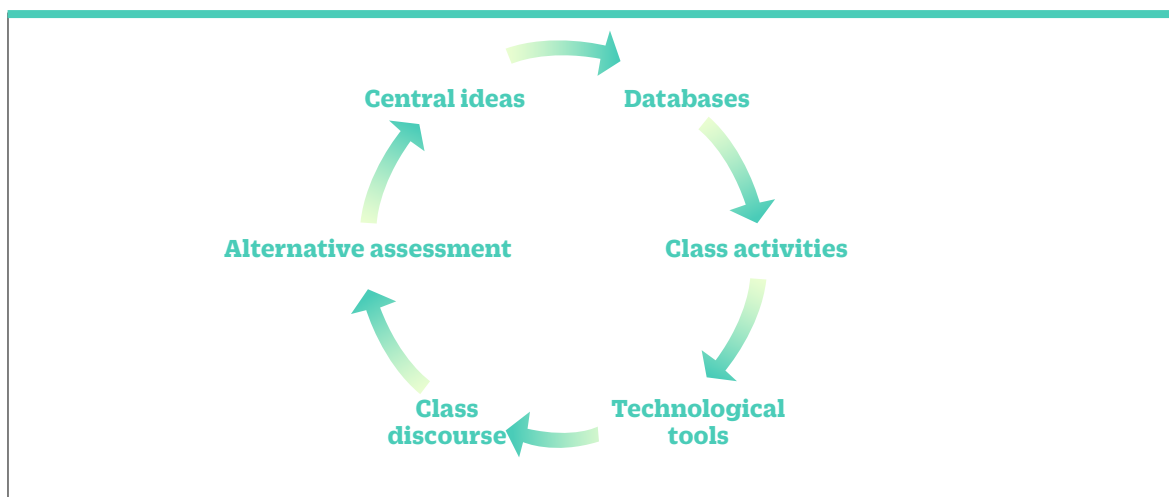 Central ideas
Databases
Alternative assessment
Class activities
Class
discourse
Technological
tools